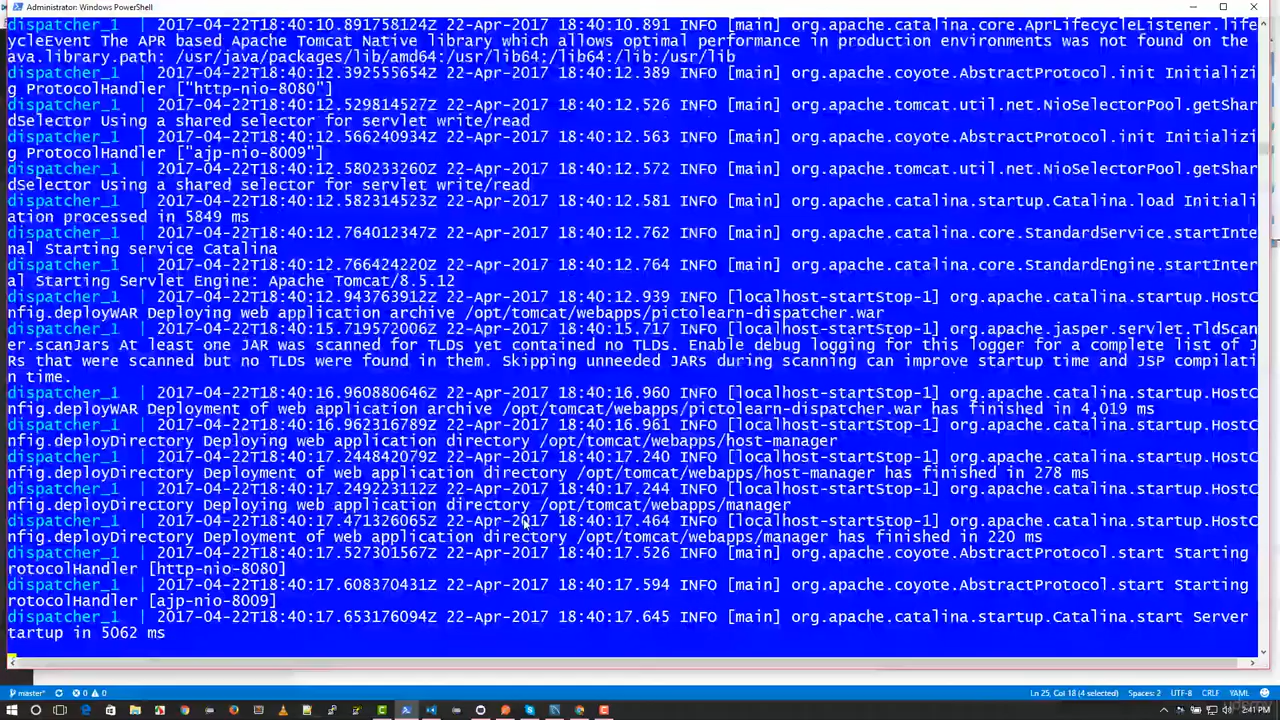 Administrator: Windows PowerShell
dispatcher_1 | 2017-04-22T18:40:10.891758124Z 22-Apr-2017 18:40:10.891 INFO [main] org.apache.catalina.core.AprLifecycleListener.life
ycleEvent The APR based Apache Tomcat Native library which allows optimal performance in production environments was not found on the
ava.library.path: /usr/java/packages/lib/amd64:/usr/lib64:/lib64:/lib:/usr/lib
dispatcher_1 | 2017-04-22T18:40:12.392555654Z 22-Apr-2017 18:40:12.389 INFO [main] org.apache.coyote.AbstractProtocol.init Initializi
g ProtocolHandler ["http-nio-8080"]
dispatcher_1 | 2017-04-22T18:40:12.529814527Z 22-Apr-2017 18:40:12.526 INFO [main] org.apache.tomcat.util.net.NioSelectorPool.getShar
dSelector Using a shared selector for servlet write/read
dispatcher_1 | 2017-04-22T18:40:12.566240934Z 22-Apr-2017 18:40:12.563 INFO [main] org.apache.coyote.AbstractProtocol.init Initializi
g ProtocolHandler ["ajp-nio-8009"]
dispatcher_1 | 2017-04-22T18:40:12.580233260Z 22-Apr-2017 18:40:12.572 INFO [main] org.apache.tomcat.util.net.NioSelectorPool.getShar
dSelector Using a shared selector for servlet write/read
dispatcher_1 | 2017-04-22T18:40:12.582314523Z 22-Apr-2017 18:40:12.581 INFO [main] org.apache.catalina.startup.Catalina.load Initiali
ation processed in 5849 ms
dispatcher_1 | 2017-04-22T18:40:12.764012347Z 22-Apr-2017 18:40:12.762 INFO [main] org.apache.catalina.core.StandardService.startInte
nal Starting service Catalina
dispatcher_1 | 2017-04-22T18:40:12.766424220Z 22-Apr-2017 18:40:12.764 INFO [main] org.apache.catalina.core.StandardEngine.startInter
al Starting Servlet Engine: Apache Tomcat/8.5.12
dispatcher_1 | 2017-04-22T18:40:12.943763912Z 22-Apr-2017 18:40:12.939 INFO [localhost-startStop-1] org.apache.catalina.startup.HostC
nfig.deployWAR Deploying web application archive /opt/tomcat/webapps/pictolearn-dispatcher.war
dispatcher_1 | 2017-04-22T18:40:15.719572006Z 22-Apr-2017 18:40:15.717 INFO [localhost-startStop-1] org.apache.jasper.servlet.TldScan
er.scanJars At least one JAR was scanned for TLDs yet contained no TLDs. Enable debug logging for this logger for a complete list of J
Rs that were scanned but no TLDs were found in them. Skipping unneeded JARs during scanning can improve startup time and JSP compilati
time.
dispatcher_1 | 2017-04-22T18:40:16.960880646Z 22-Apr-2017 18:40:16.960 INFO [localhost-startStop-1] org.apache.catalina.startup.HostC
nfig.deployWAR Deployment of web application archive /opt/tomcat/webapps/pictolearn-dispatcher.war has finished in 4,019 ms
dispatcher_1 | 2017-04-22T18:40:16.962316789Z 22-Apr-2017 18:40:16.961 INFO [localhost-startStop-1] org.apache.catalina.startup.HostC
nfig.deployDirectory Deploying web application directory /opt/tomcat/webapps/host-manager
dispatcher_1 | 2017-04-22T18:40:17.244842079Z 22-Apr-2017 18:40:17.240 INFO [localhost-startStop-1] org.apache.catalina.startup.HostC
nfig.deployDirectory Deployment of web application directory /opt/tomcat/webapps/host-manager has finished in 278 ms
dispatcher_1 | 2017-04-22T18:40:17.249223112Z 22-Apr-2017 18:40:17.244 INFO [localhost-startStop-1] org.apache.catalina.startup.HostC
nfig.deployDirectory Deploying web application directory /opt/tomcat/webapps/manager
dispatcher_1 | 2017-04-22T18:40:17.471326065Z 22-Apr-2017 18:40:17.464 INFO [localhost-startStop-1] org.apache.catalina.startup.HostC
nfig.deployDirectory Deployment of web application directory /opt/tomcat/webapps/manager has finished in 220 ms
dispatcher_1 | 2017-04-22T18:40:17.527301567Z 22-Apr-2017 18:40:17.526 INFO [main] org.apache.coyote.AbstractProtocol.start Starting
rotocolHandler [http-nio-8080]
dispatcher_1 | 2017-04-22T18:40:17.608370431Z 22-Apr-2017 18:40:17.594 INFO [main] org.apache.coyote.AbstractProtocol.start Starting
rotocolHandler [ajp-nio-8009]
dispatcher_1 | 2017-04-22T18:40:17.653176094Z 22-Apr-2017 18:40:17.645 INFO [main] org.apache.catalina.startup.Catalina.start Server
tartup in 5062 ms
master* 0 0 Ln 25, Col 18 (4 selected) Spaces: 2 UTF-8 CRLF YAML
2:41 PM
udemy